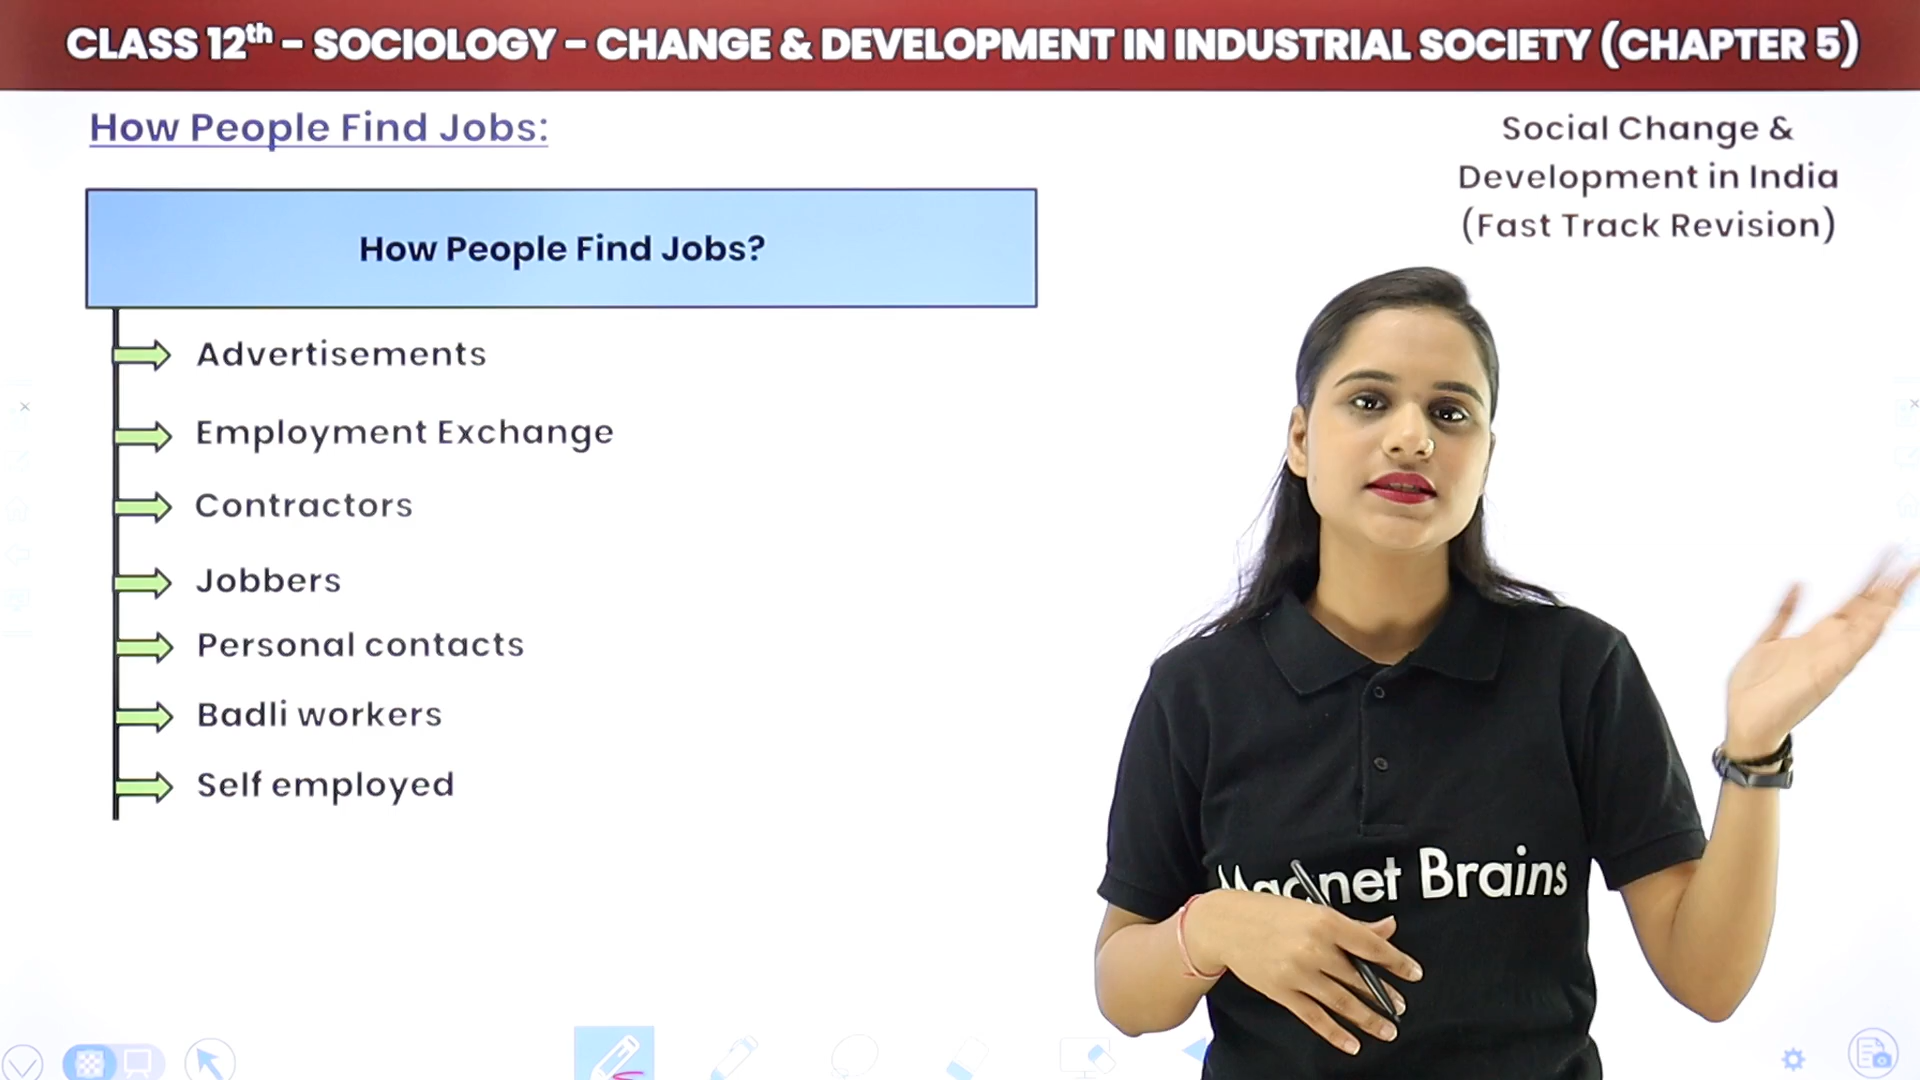 CLASS 12th - SOCIOLOGY - CHANGE & DEVELOPMENT IN INDUSTRIAL SOCIETY (CHAPTER 5)
How People Find Jobs:
Social Change &
Development in India
(Fast Track Revision)
How People Find Jobs?
Advertisements
Employment Exchange
Contractors
Jobbers
Personal contacts
Badli workers
Self employed
Magnet Brains